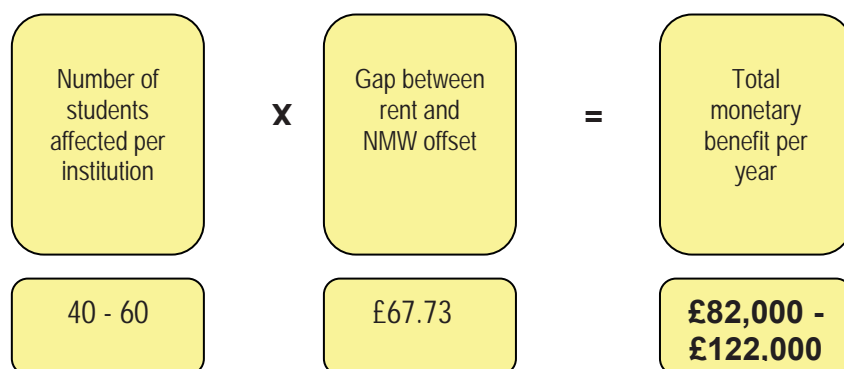 Number of
students
affected per
institution
x
Gap between
rent and
NMW offset
=
Total
monetary
benefit per
year
40 - 60
£67.73
£82,000 -
£122,000